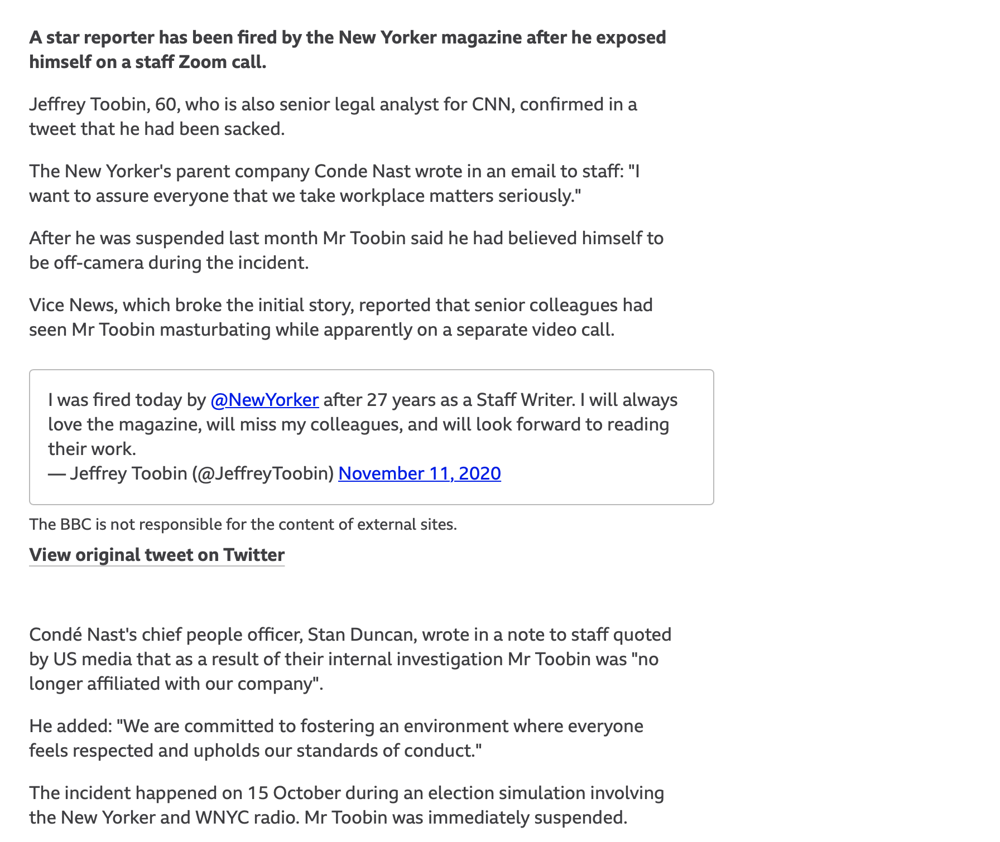 A star reporter has been fired by the New Yorker magazine after he exposed
himself on a staff Zoom call.
Jeffrey Toobin, 60, who is also senior legal analyst for CNN, confirmed in a
tweet that he had been sacked.
The New Yorker's parent company Conde Nast wrote in an email to staff: "I
want to assure everyone that we take workplace matters seriously."
After he was suspended last month Mr Toobin said he had believed himself to
be off-camera during the incident.
Vice News, which broke the initial story, reported that senior colleagues had
seen Mr Toobin masturbating while apparently on a separate video call.
I was fired today by @NewYorker after 27 years as a Staff Writer. I will always
love the magazine, will miss my colleagues, and will look forward to reading
their work.
— Jeffrey Toobin (@JeffreyToobin) November 11, 2020
The BBC is not responsible for the content of external sites.
View original tweet on Twitter
Condé Nast's chief people officer, Stan Duncan, wrote in a note to staff quoted
by US media that as a result of their internal investigation Mr Toobin was "no
longer affiliated with our company".
He added: "We are committed to fostering an environment where everyone
feels respected and upholds our standards of conduct."
The incident happened on 15 October during an election simulation involving
the New Yorker and WNYC radio. Mr Toobin was immediately suspended.